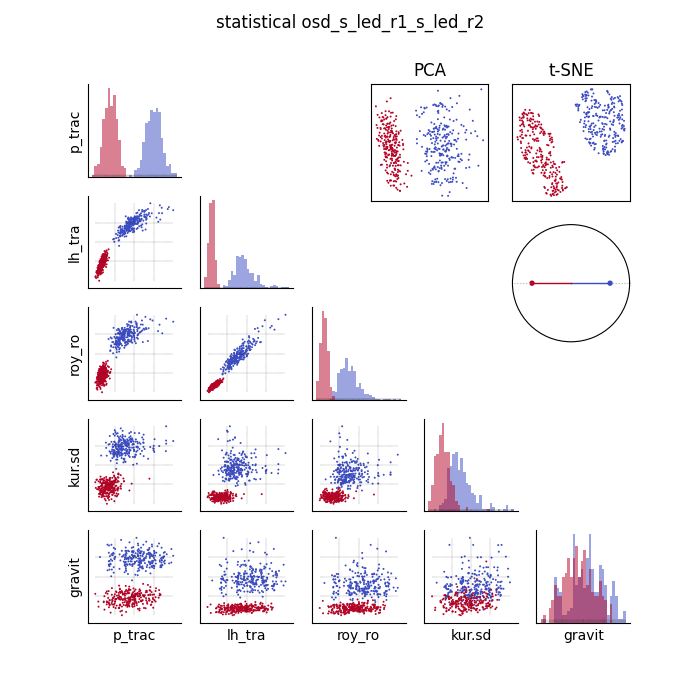 statistical osd_s_led_r1_s_led_r2
PCA
t-SNE
p_trac
lh_tra
roy_ro
kur.sd
gravit
p_trac
lh_tra
roy_ro
kur.sd
gravit